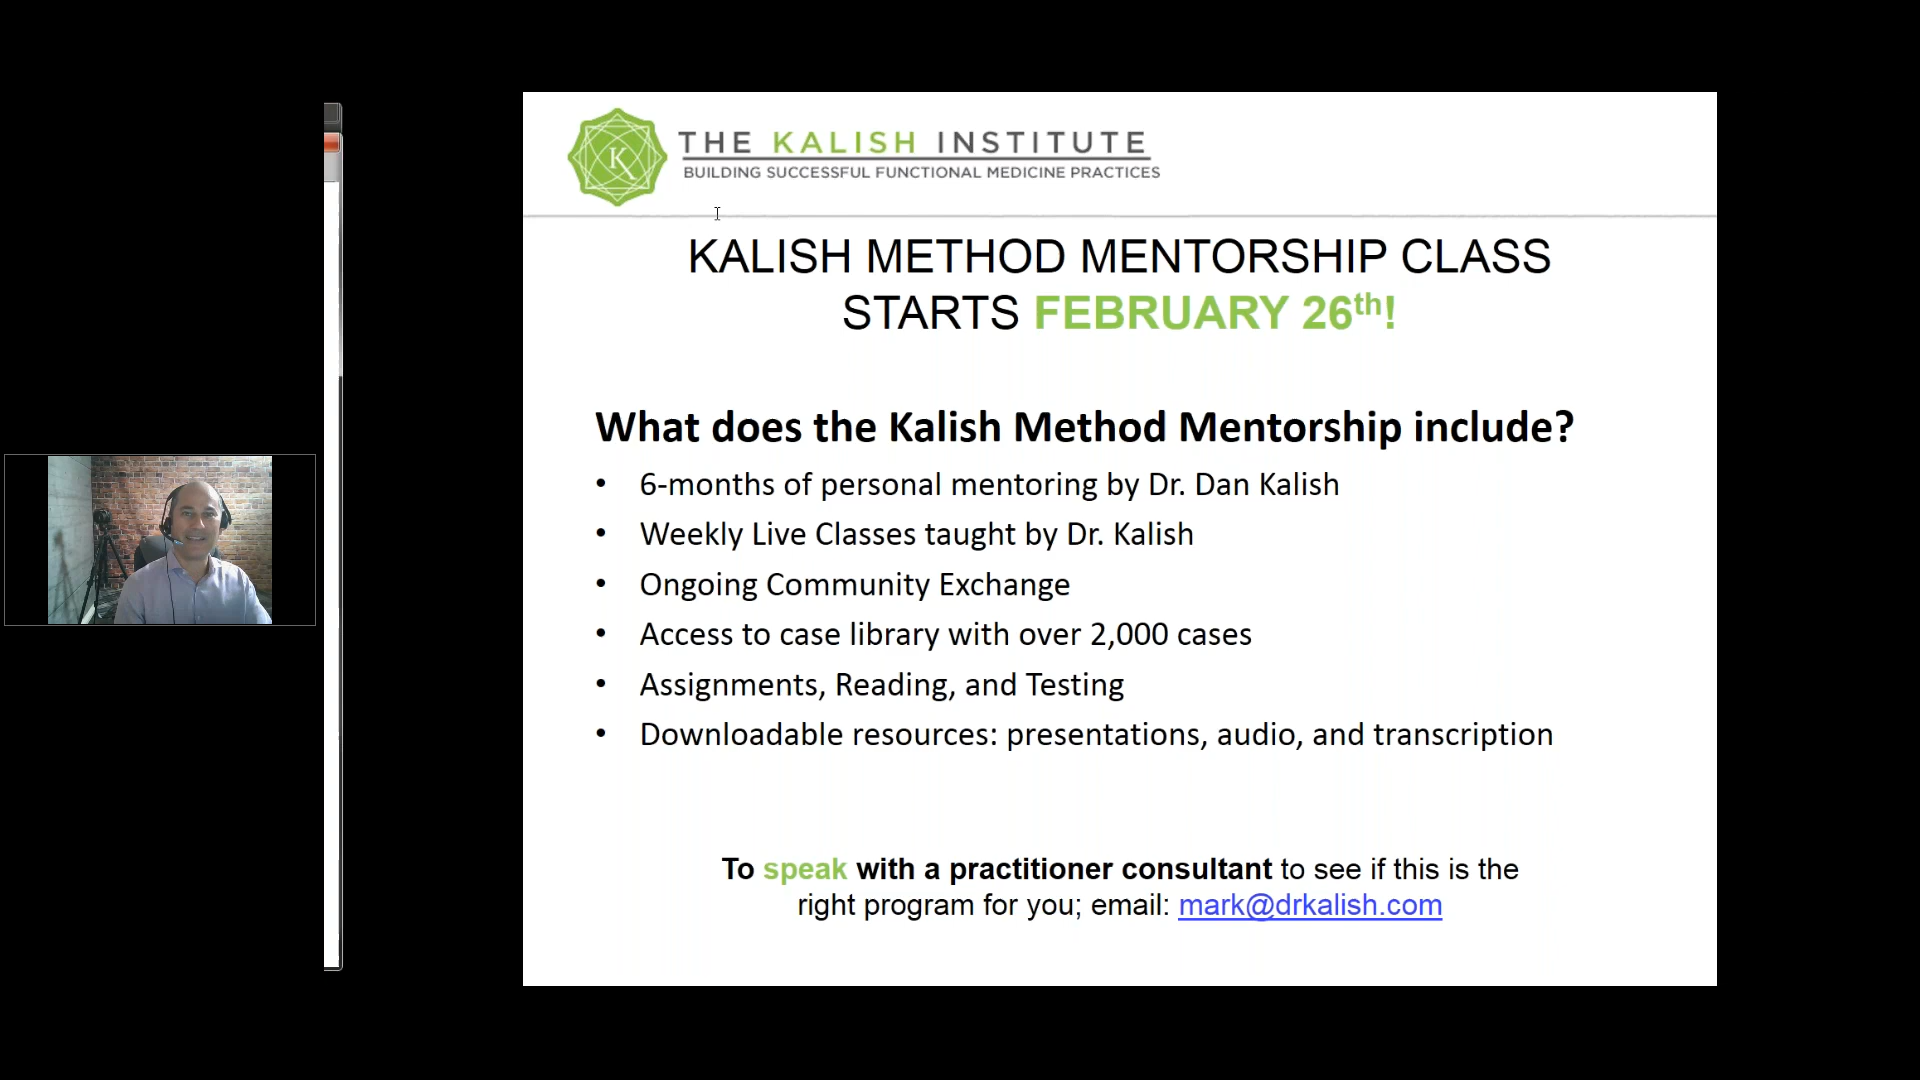 K
THE KALISH INSTITUTE
BUILDING SUCCESSFUL FUNCTIONAL MEDICINE PRACTICES
KALISH METHOD MENTORSHIP CLASS
STARTS FEBRUARY 26th!
What does the Kalish Method Mentorship include?
• 6-months of personal mentoring by Dr. Dan Kalish
• Weekly Live Classes taught by Dr. Kalish
• Ongoing Community Exchange
• Access to case library with over 2,000 cases
• Assignments, Reading, and Testing
• Downloadable resources: presentations, audio, and transcription
To speak with a practitioner consultant to see if this is the
right program for you; email: mark@drkalish.com